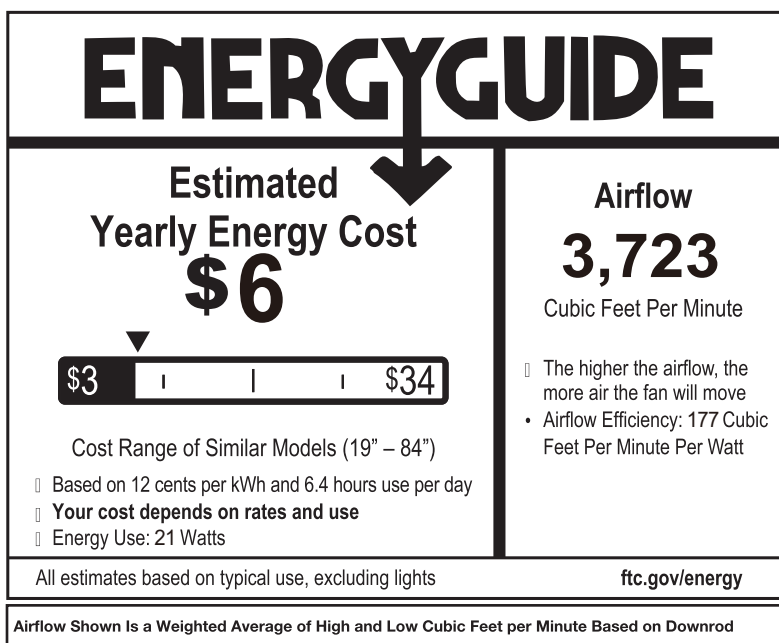 ENERGYGUIDE
Estimated
Yearly Energy Cost
$6
$3
$34
Cost Range of Similar Models (19” – 84”)
▯ Based on 12 cents per kWh and 6.4 hours use per day
▯ Your cost depends on rates and use
▯ Energy Use: 21 Watts
Airflow
3,723
Cubic Feet Per Minute
▯ The higher the airflow, the
more air the fan will move
• Airflow Efficiency: 177 Cubic
Feet Per Minute Per Watt
All estimates based on typical use, excluding lights
ftc.gov/energy
Airflow Shown Is a Weighted Average of High and Low Cubic Feet per Minute Based on Downrod